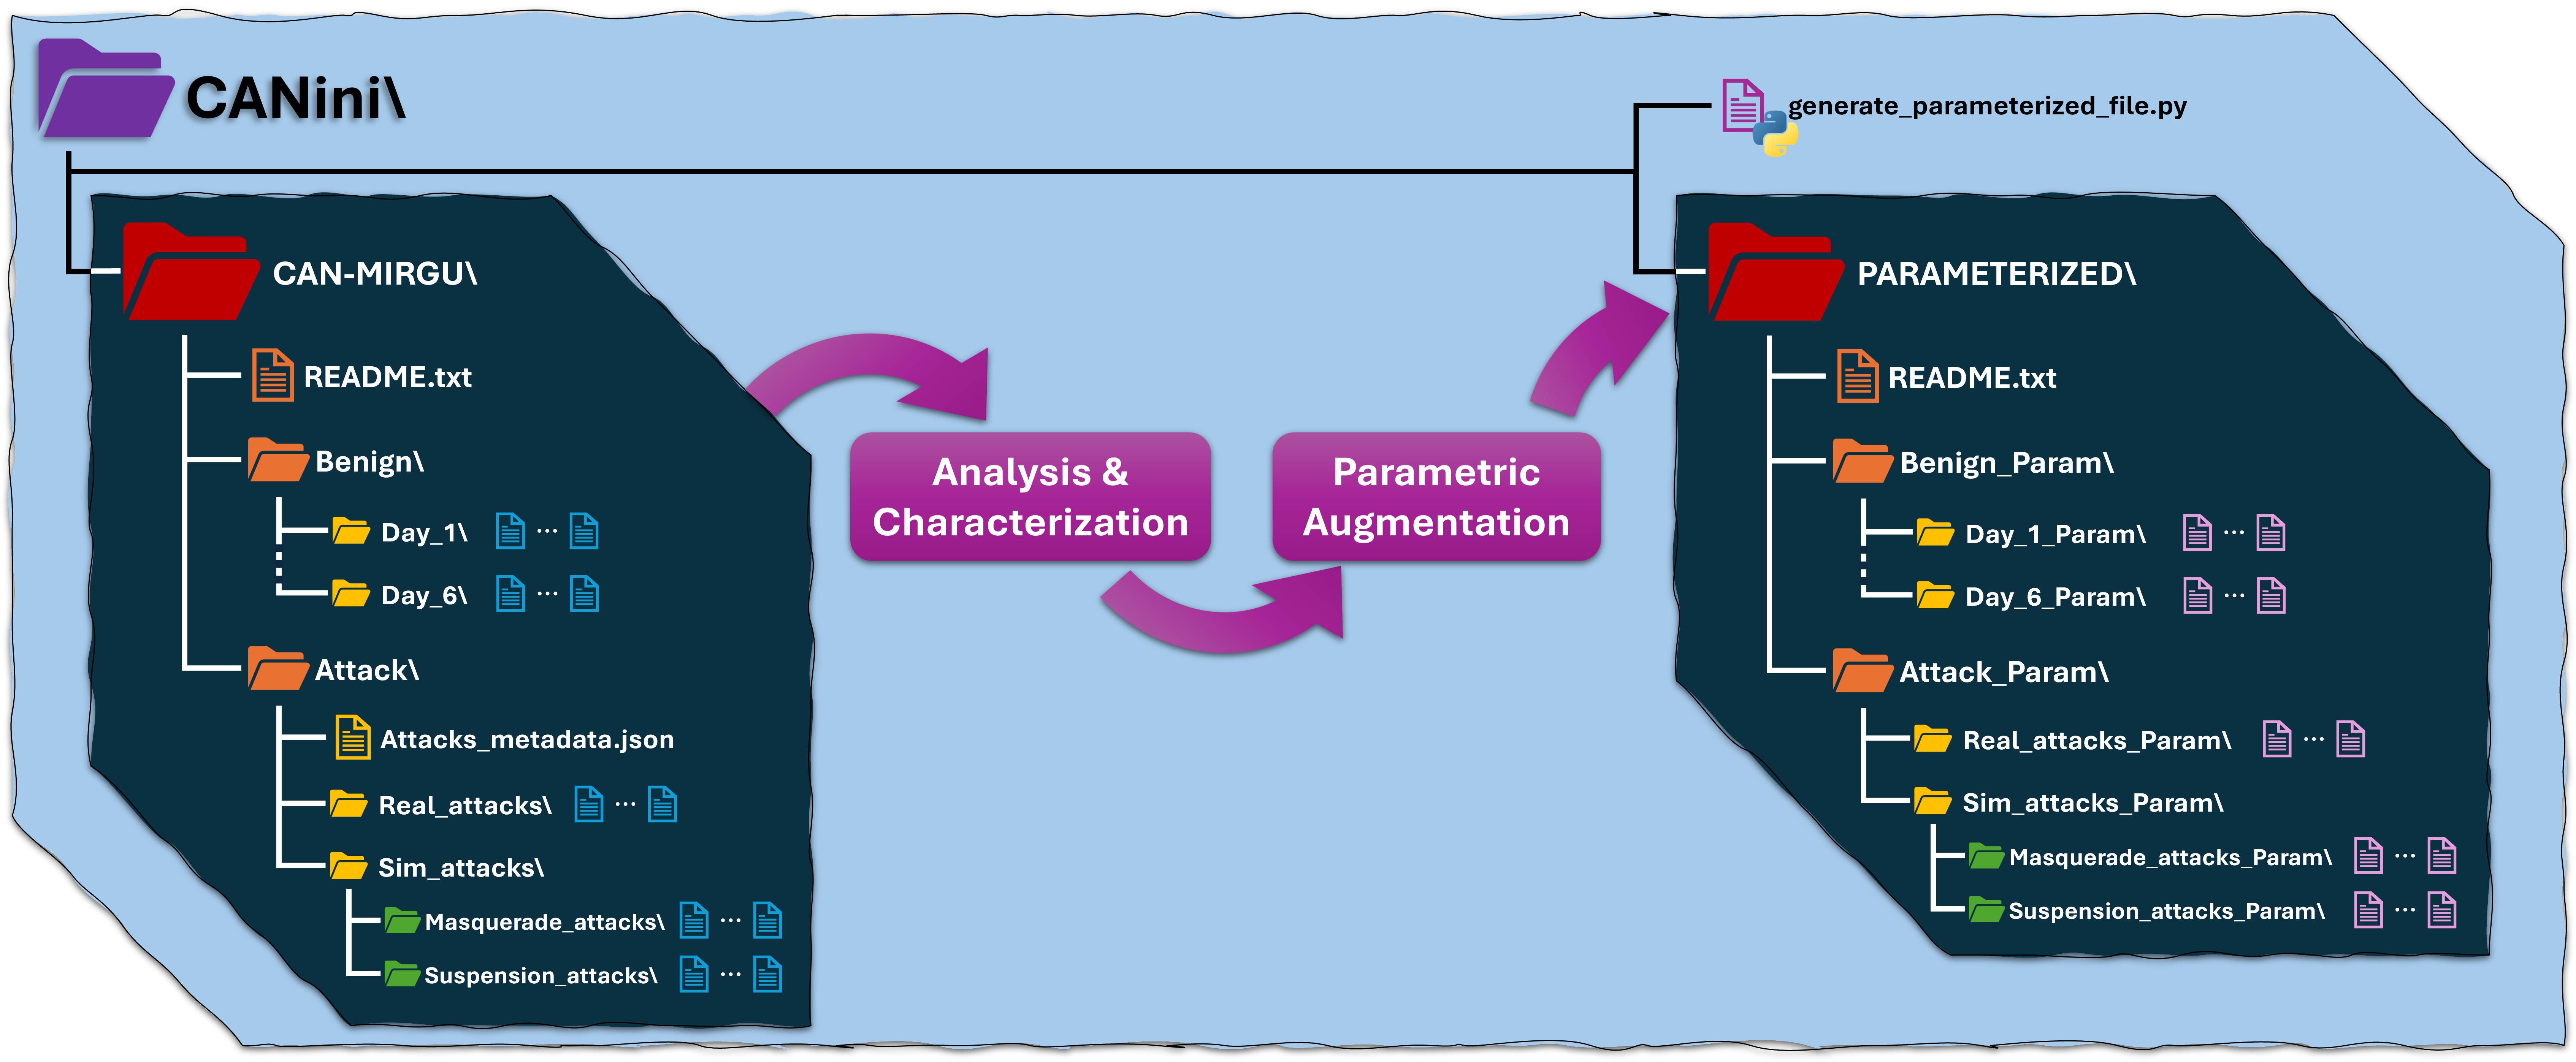 CANini\
generate_parameterized_file.py
CAN-MIRGU\
README.txt
Benign\
Day_1\ ...
Day_6\ ...
Attack\
Attacks_metadata.json
Real_attacks\ ...
Sim_attacks\
Masquerade_attacks\ ...
Suspension_attacks\ ...
Analysis &
Characterization
Parametric
Augmentation
PARAMETERIZED\
README.txt
Benign_Param\
Day_1_Param\ ...
Day_6_Param\ ...
Attack_Param\
Real_attacks_Param\ ...
Sim_attacks_Param\
Masquerade_attacks_Param\ ...
Suspension_attacks_Param\ ...